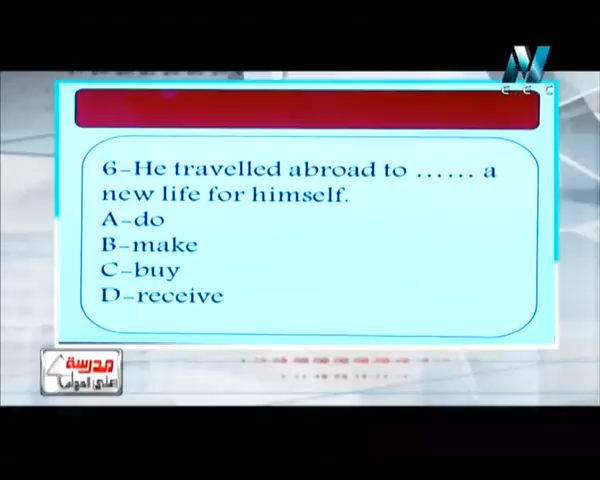 6-He travelled abroad to ...... a
new life for himself.
A-do
B-make
C-buy
D-receive
مدرسة
على الهواء